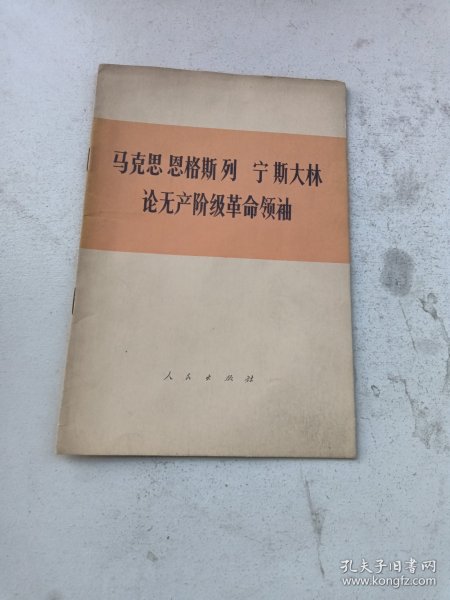 马克思 恩格斯 列 宁 斯大林
论无产阶级革命领袖
人民出版社
孔夫子旧书网
www.kongfz.com